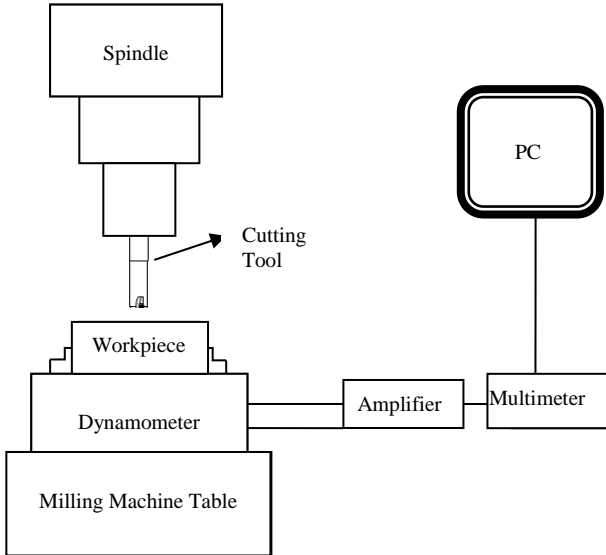 Spindle
PC
Cutting
Tool
Workpiece
Amplifier
Multimeter
Dynamometer
Milling Machine Table